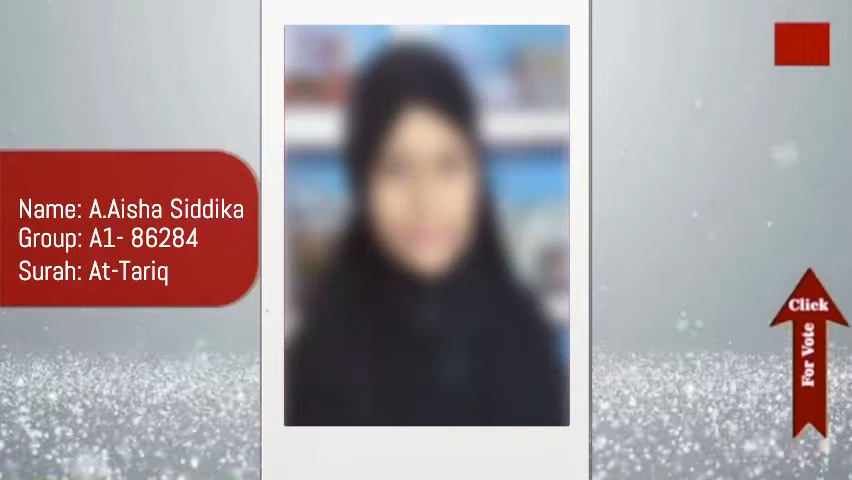 Name: A.Aisha Siddika
Group: A1- 86284
Surah: At-Tariq
Click
For Vote